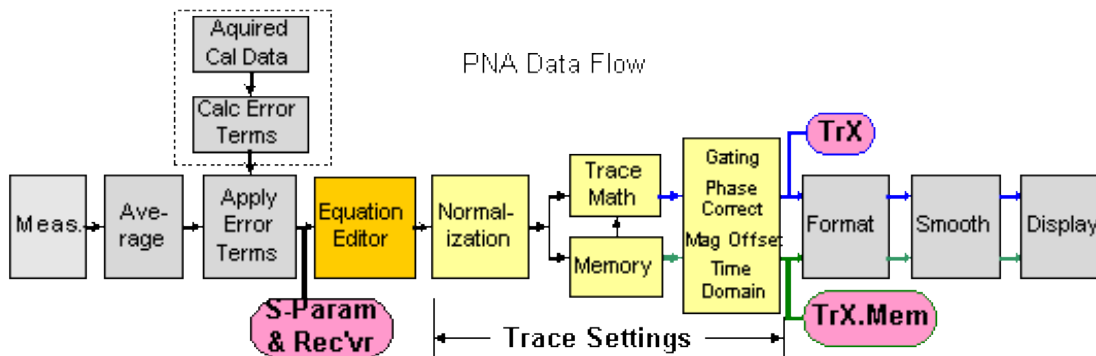 Aquired
Cal Data
PNA Data Flow
Calc Error
Terms
TrX
Meas.
Ave-
rage
Apply
Error
Terms
Equation
Editor
Normal-
ization
Trace
Math
Memory
Gating
Phase
Correct
Mag Offset
Time
Domain
Format
Smooth
Display
S-Param
& Rec'vr
Trace Settings
TrX.Mem